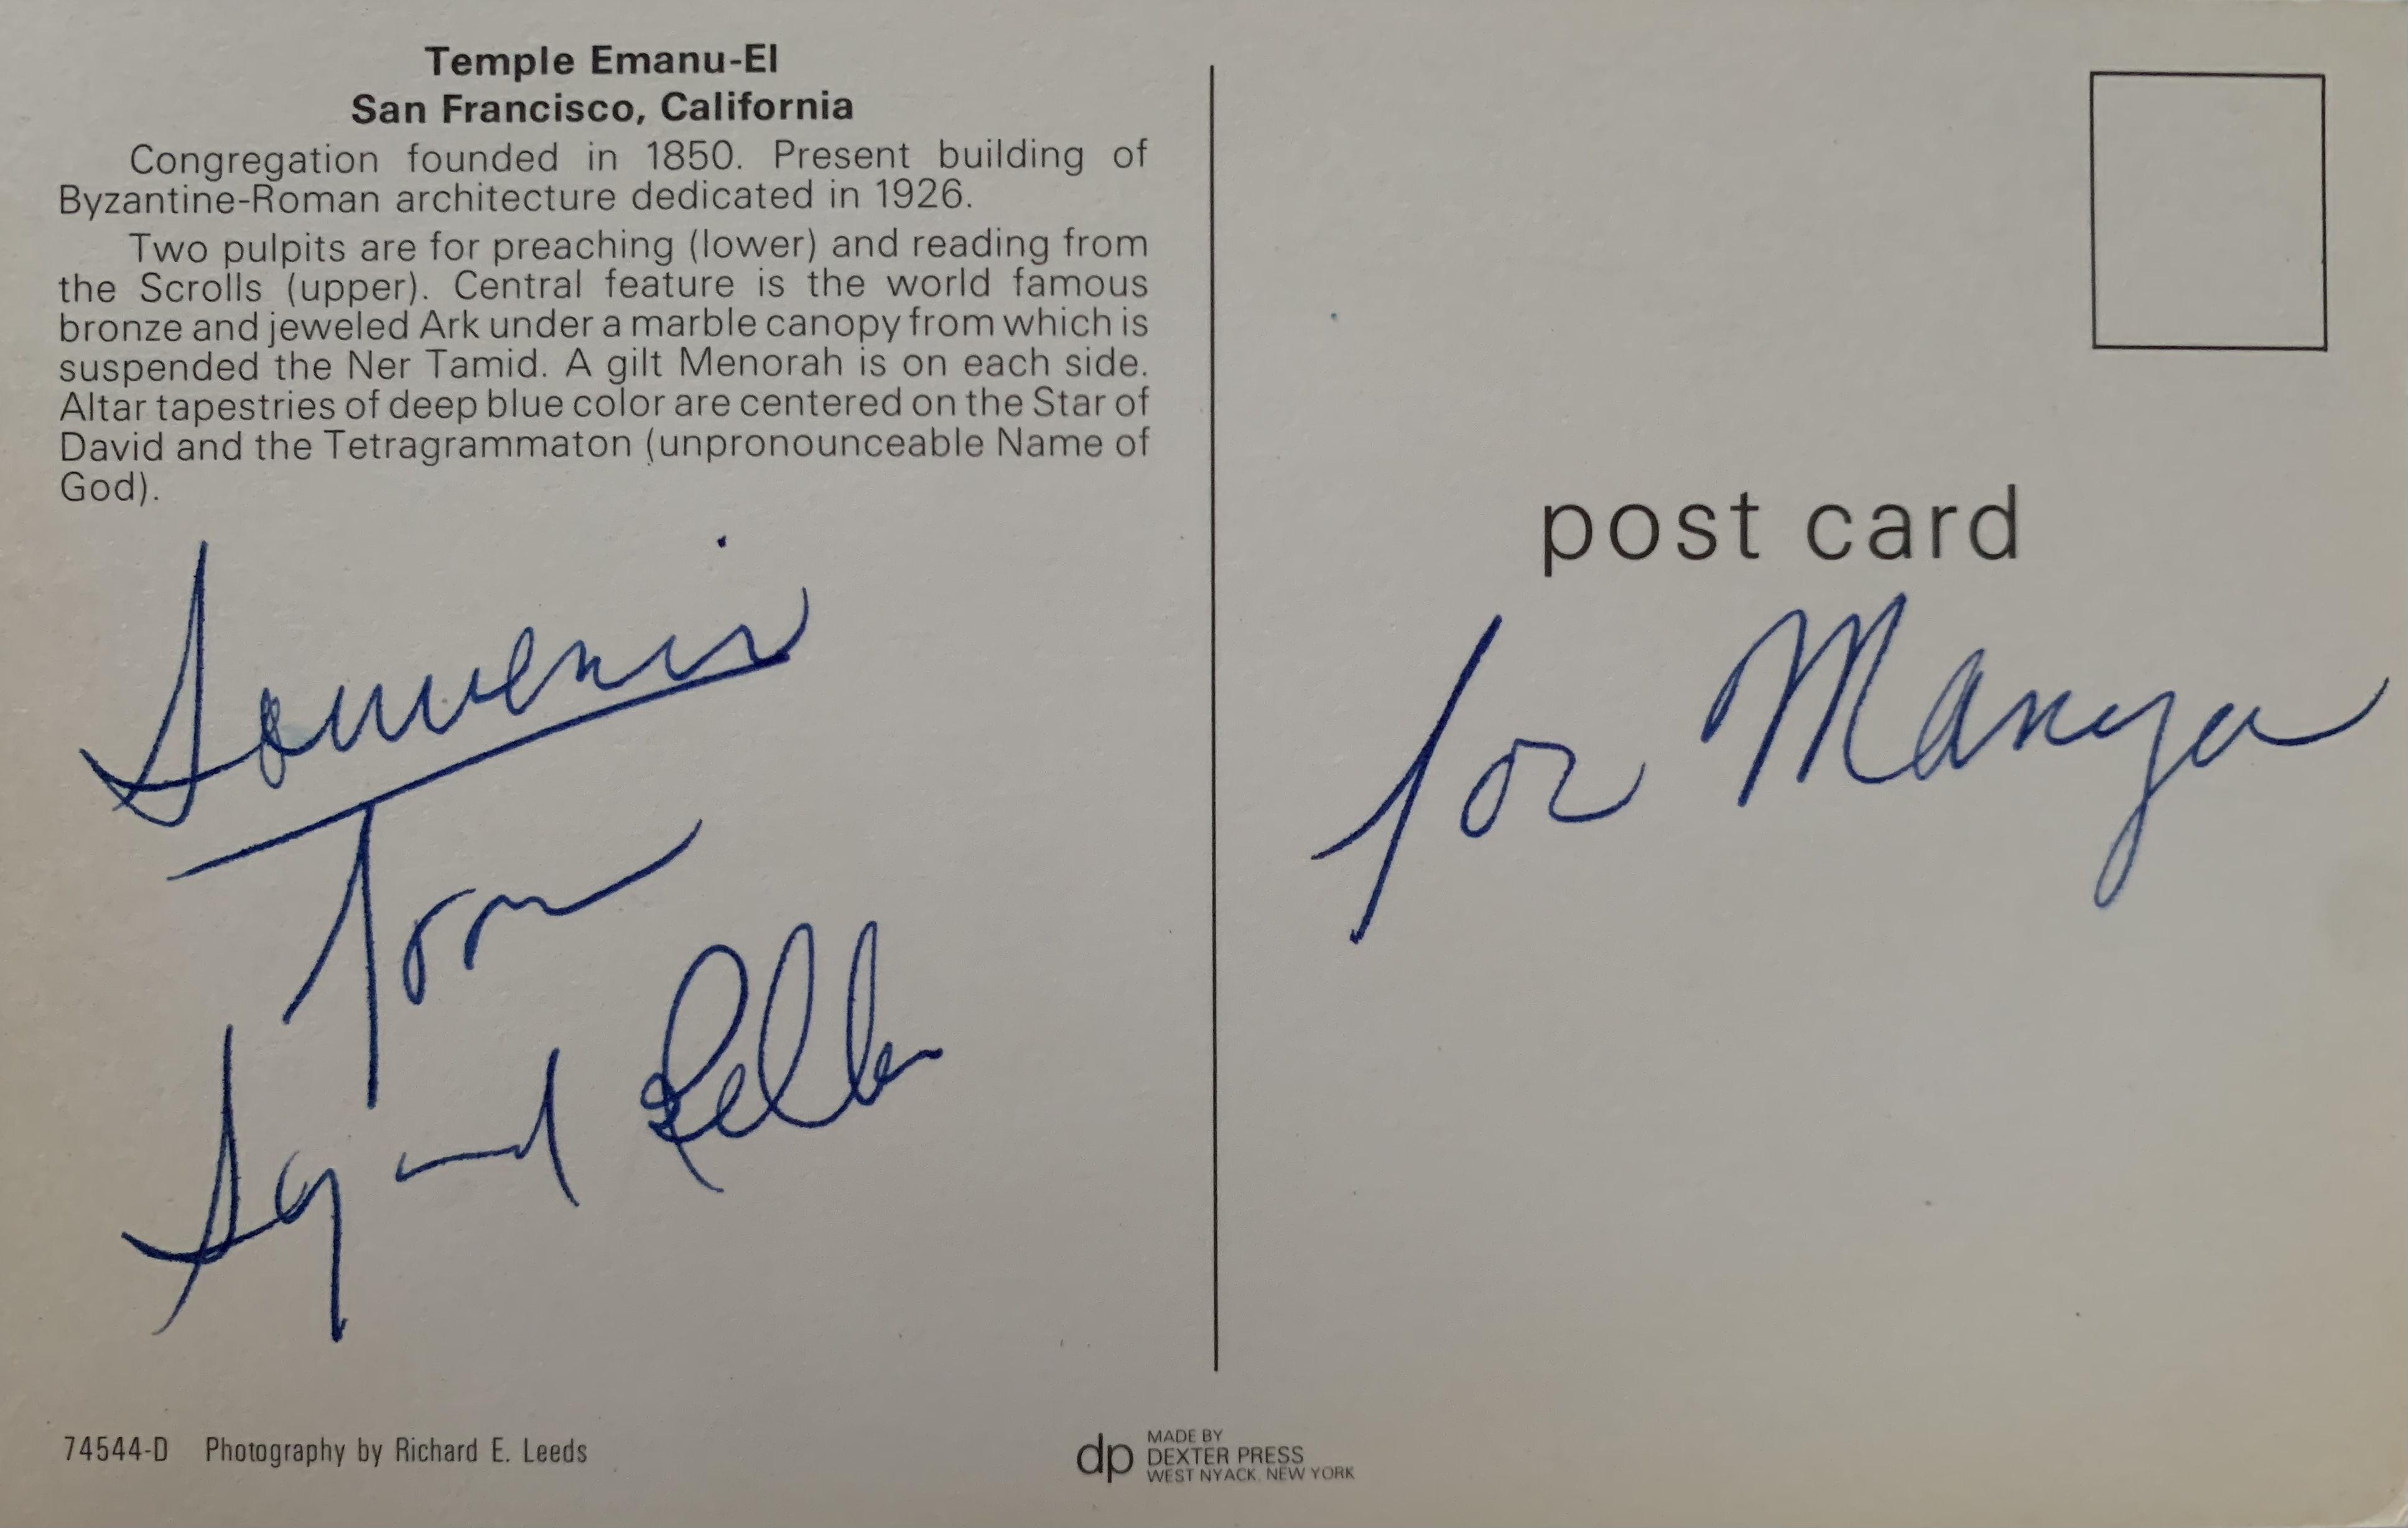 Temple Emanu-El
San Francisco, California
Congregation founded in 1850. Present building of
Byzantine-Roman architecture dedicated in 1926.
Two pulpits are for preaching (lower) and reading from
the Scrolls (upper). Central feature is the world famous
bronze and jeweled Ark under a marble canopy from which is
suspended the Ner Tamid. A gilt Menorah is on each side.
Altar tapestries of deep blue color are centered on the Star of
David and the Tetragrammaton (unpronounceable Name of
God).
Souvenir
from
74544-D Photography by Richard E. Leeds
post card
for Manya
dp MADE BY
DEXTER PRESS
WEST NYACK, NEW YORK